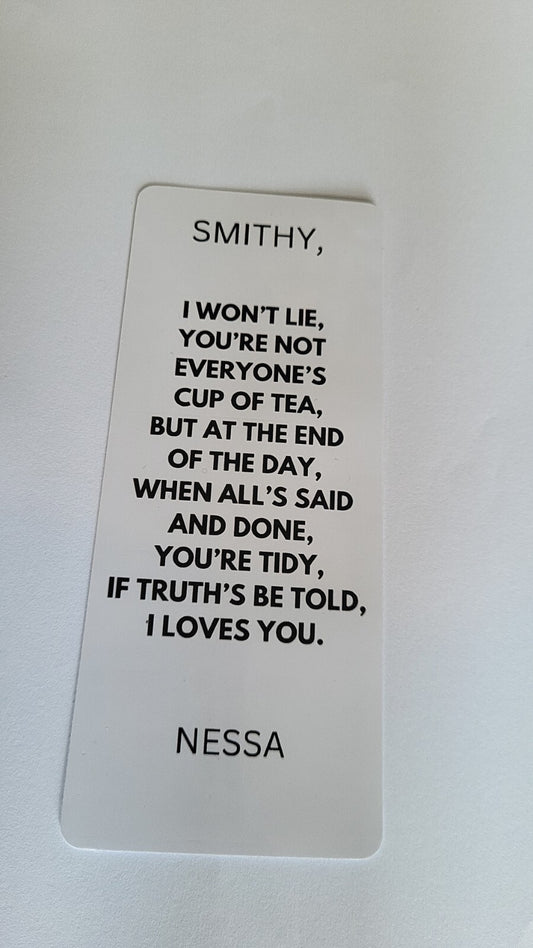 SMITHY,
I WON'T LIE,
YOU'RE NOT
EVERYONE'S
CUP OF TEA,
BUT AT THE END
OF THE DAY,
WHEN ALL'S SAID
AND DONE,
YOU'RE TIDY,
IF TRUTH'S BE TOLD,
I LOVES YOU.
NESSA